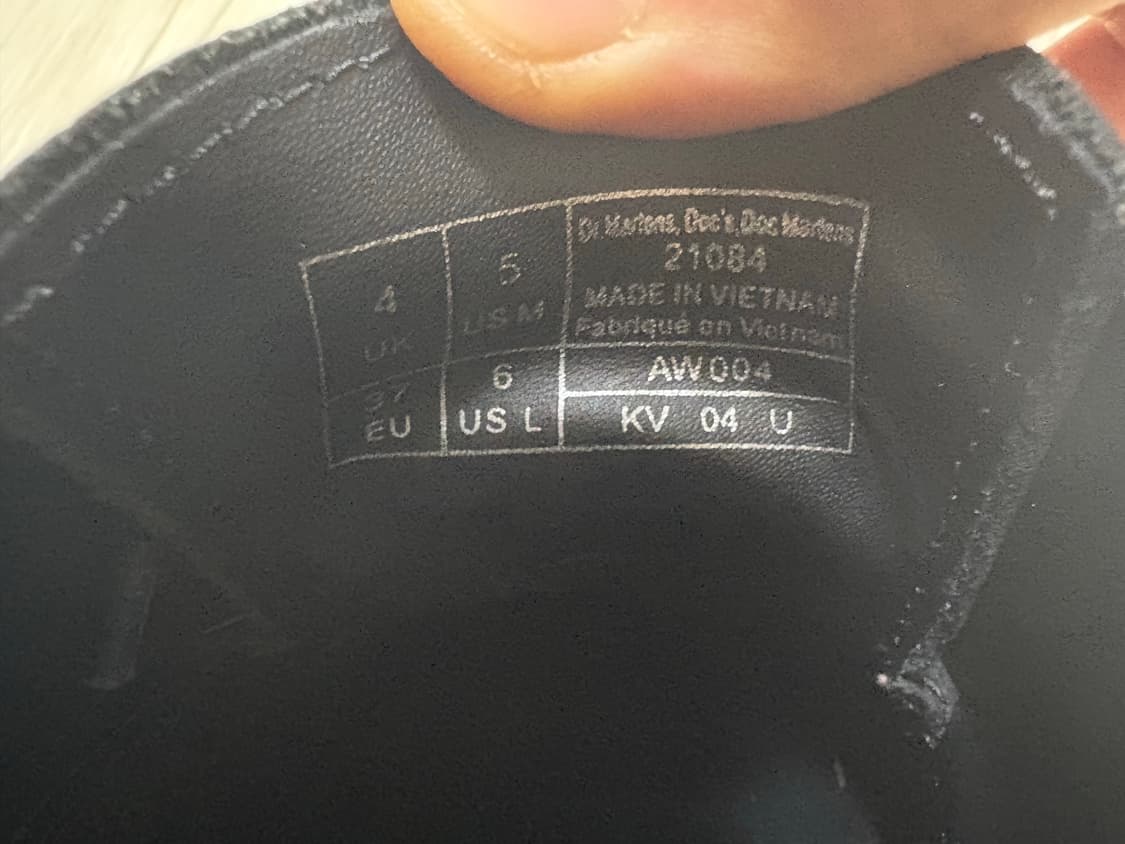 4
UK
5
US M
Dr Martens, Doc's, Doc Martens
21084
MADE IN VIETNAM
Fabriqué en Vietnam
37
EU
6
US L
AW004
KV 04 U